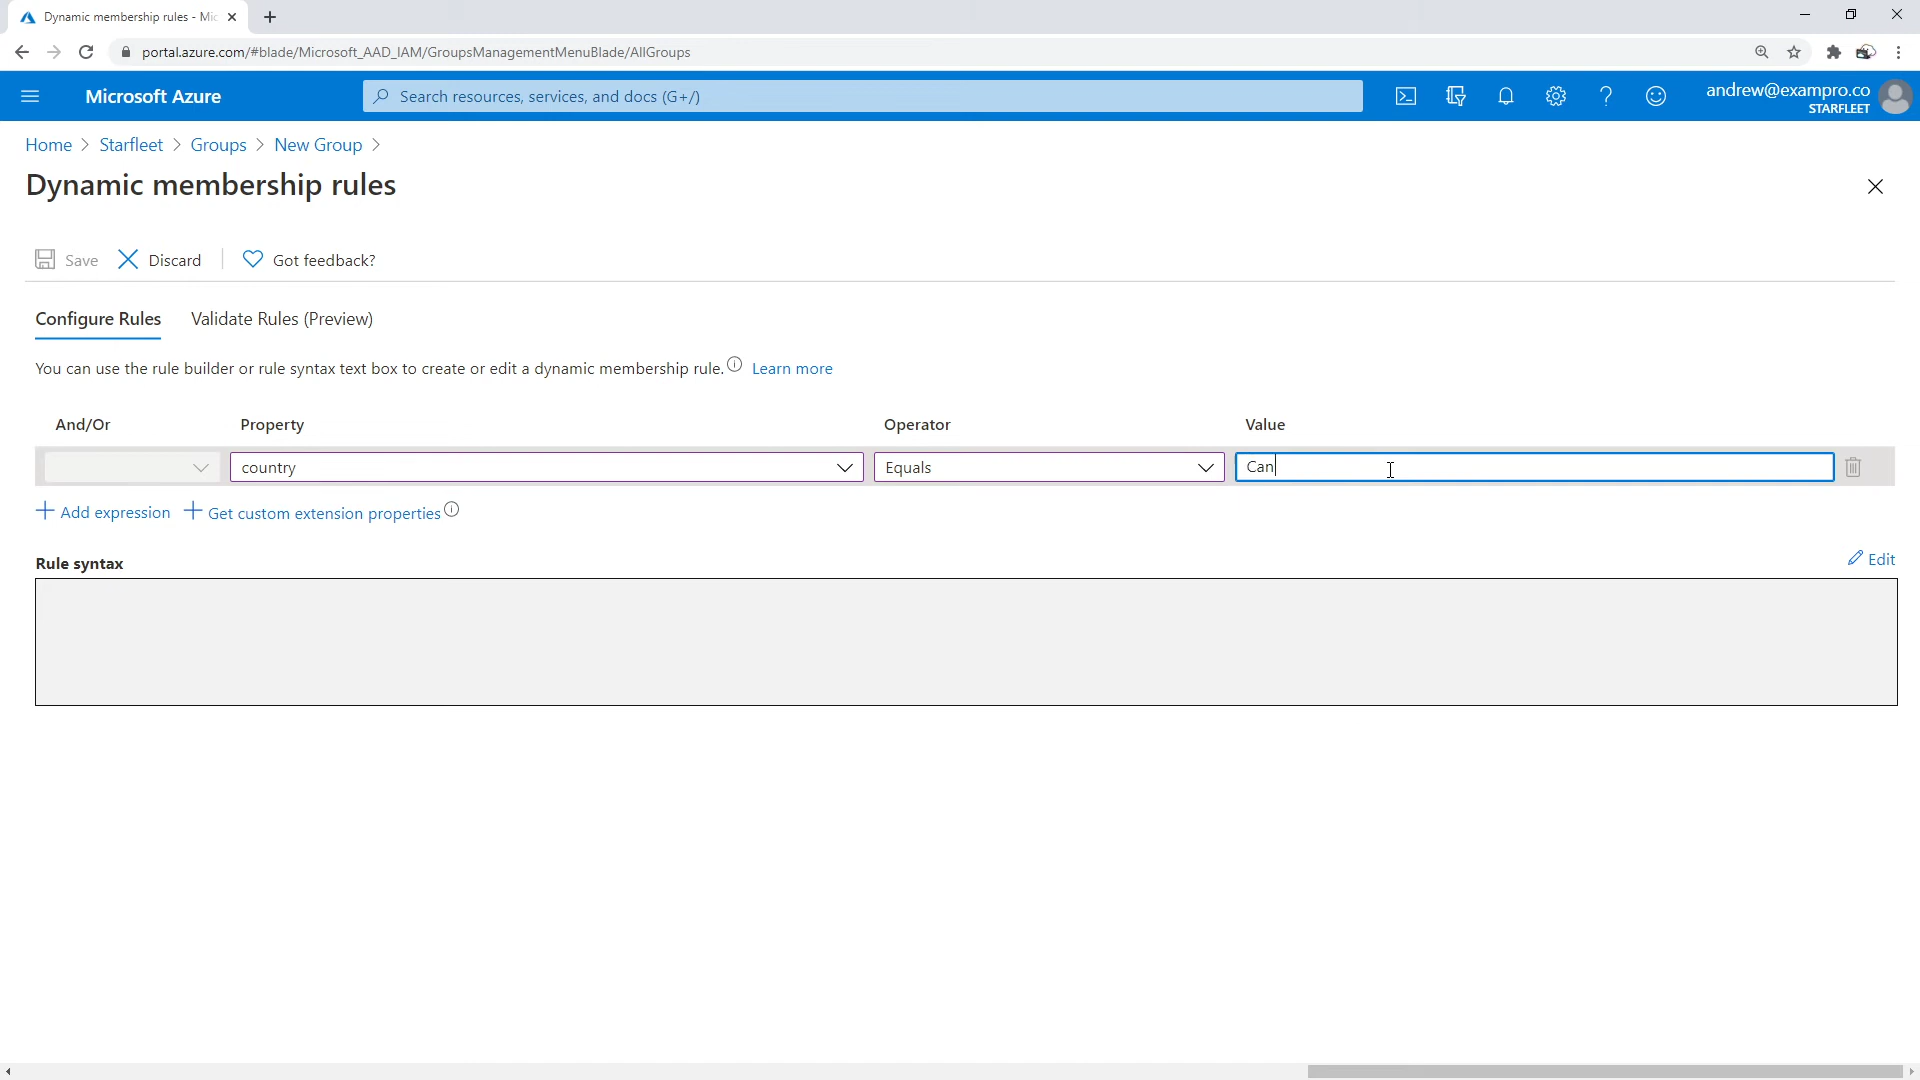 Dynamic membership rules - Mic
portal.azure.com/#blade/Microsoft_AAD_IAM/GroupsManagementMenuBlade/AllGroups
Microsoft Azure
Search resources, services, and docs (G+/)
andrew@exampro.co
STARFLEET
Home > Starfleet > Groups > New Group >
Dynamic membership rules
Save Discard Got feedback?
Configure Rules Validate Rules (Preview)
You can use the rule builder or rule syntax text box to create or edit a dynamic membership rule. Learn more
And/Or Property Operator Value
country Equals Can
+ Add expression + Get custom extension properties
Rule syntax Edit